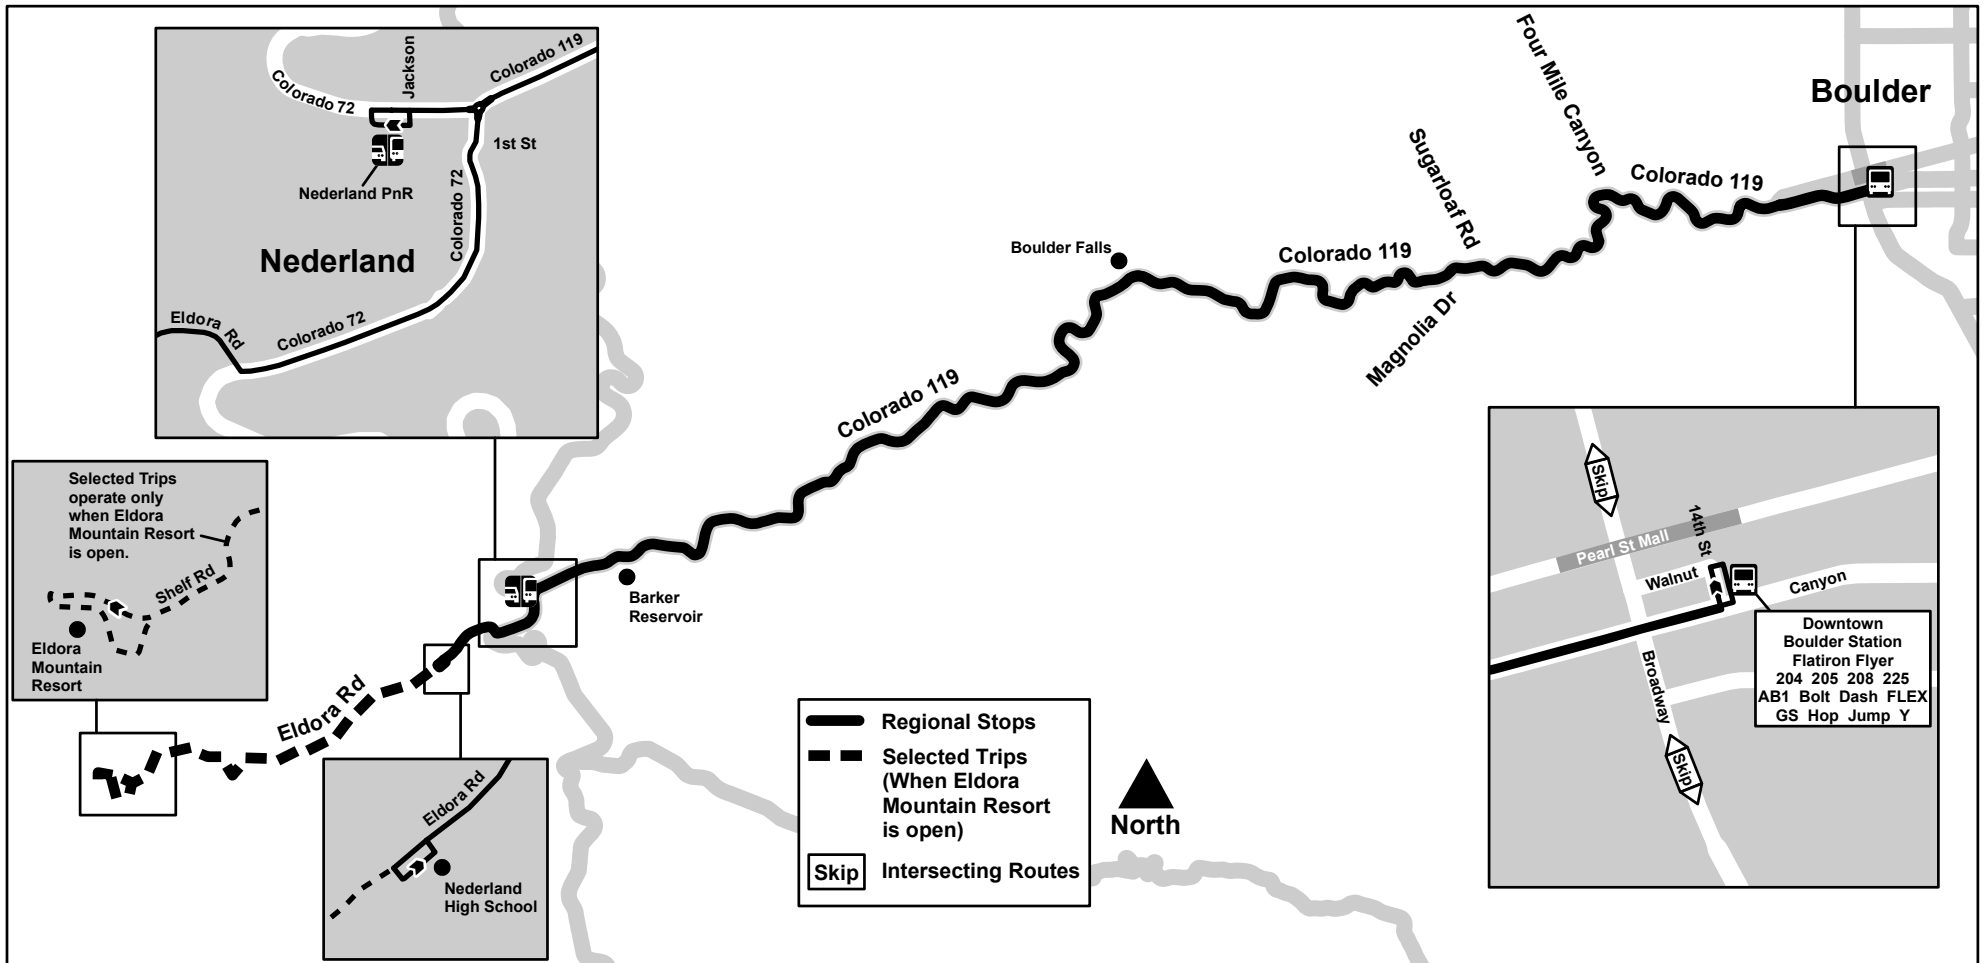 Colorado 119
Jackson
Colorado 72
1st St
Nederland PnR
Colorado 72
Nederland
Eldora Rd
Colorado 72
Four Mile Canyon
Boulder
Sugarloaf Rd
Colorado 119
Boulder Falls
Colorado 119
Magnolia Dr
Colorado 119
Selected Trips
operate only
when Eldora
Mountain Resort
is open.
Shelf Rd
Eldora
Mountain
Resort
Barker
Reservoir
Eldora Rd
Eldora Rd
Nederland
High School
Regional Stops
Selected Trips
(When Eldora
Mountain Resort
is open)
Skip
Intersecting Routes
North
Skip
14th St
Pearl St Mall
Walnut
Canyon
Broadway
Skip
Downtown
Boulder Station
Flatiron Flyer
204 205 208 225
AB1 Bolt Dash FLEX
GS Hop Jump Y